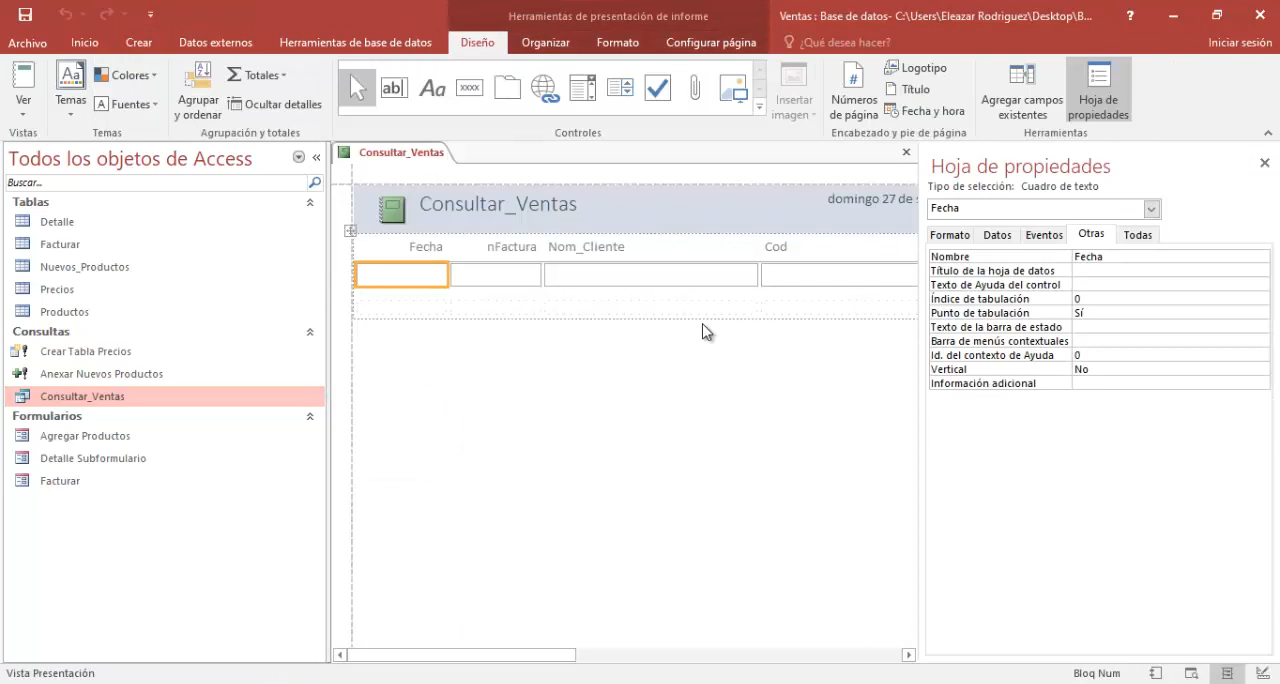 Herramientas de presentación de informe
Ventas : Base de datos- C:\Users\Eleazar Rodriguez\Desktop\B...
?
Archivo Inicio Crear Datos externos Herramientas de base de datos Diseño Organizar Formato Configurar página ¿Qué desea hacer? Iniciar sesión
Ver
Vistas
Aa
Temas
Colores
A Fuentes
Temas
Agrupar
y ordenar
Totales
Ocultar detalles
Agrupación y totales
ab
Aa
xxxx
Controles
Insertar
imagen
#
Números
de página
Logotipo
Título
Fecha y hora
Encabezado y pie de página
Agregar campos
existentes
Hoja de
propiedades
Herramientas
Todos los objetos de Access
Buscar...
Tablas
Detalle
Facturar
Nuevos_Productos
Precios
Productos
Consultas
Crear Tabla Precios
Anexar Nuevos Productos
Consultar_Ventas
Formularios
Agregar Productos
Detalle Subformulario
Facturar
Consultar_Ventas
Consultar_Ventas
domingo 27 de s
Fecha nFactura Nom_Cliente Cod
Hoja de propiedades
Tipo de selección: Cuadro de texto
Fecha
Formato Datos Eventos Otras Todas
Nombre Fecha
Título de la hoja de datos
Texto de Ayuda del control
Índice de tabulación 0
Punto de tabulación Sí
Texto de la barra de estado
Barra de menús contextuales
Id. del contexto de Ayuda 0
Vertical No
Información adicional
Vista Presentación
Bloq Num